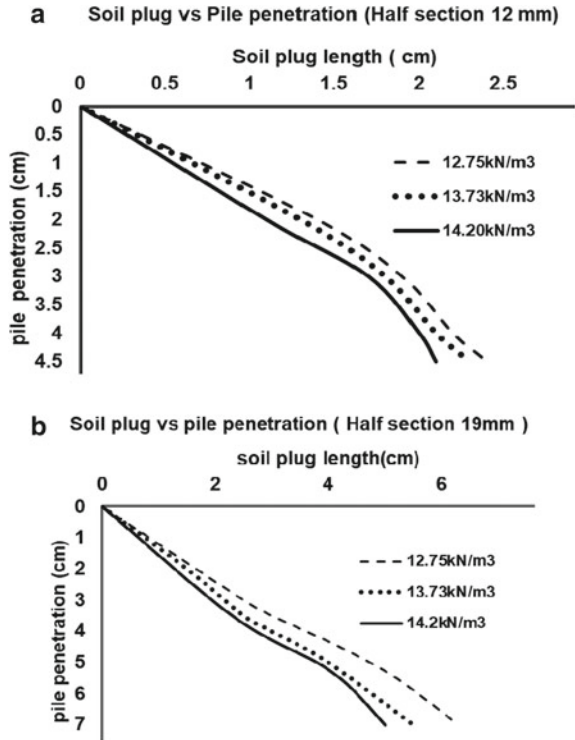 a Soil plug vs Pile penetration (Half section 12 mm)
Soil plug length ( cm)
0 0.5 1 1.5 2 2.5
0
0.5
1
1.5
2
2.5
3
3.5
4
4.5
pile penetration (cm)
12.75kN/m3
13.73kN/m3
14.20kN/m3
b Soil plug vs pile penetration ( Half section 19mm )
soil plug length(cm)
0 2 4 6
0
1
2
3
4
5
6
7
pile penetration (cm)
12.75kN/m3
13.73kN/m3
14.2kN/m3